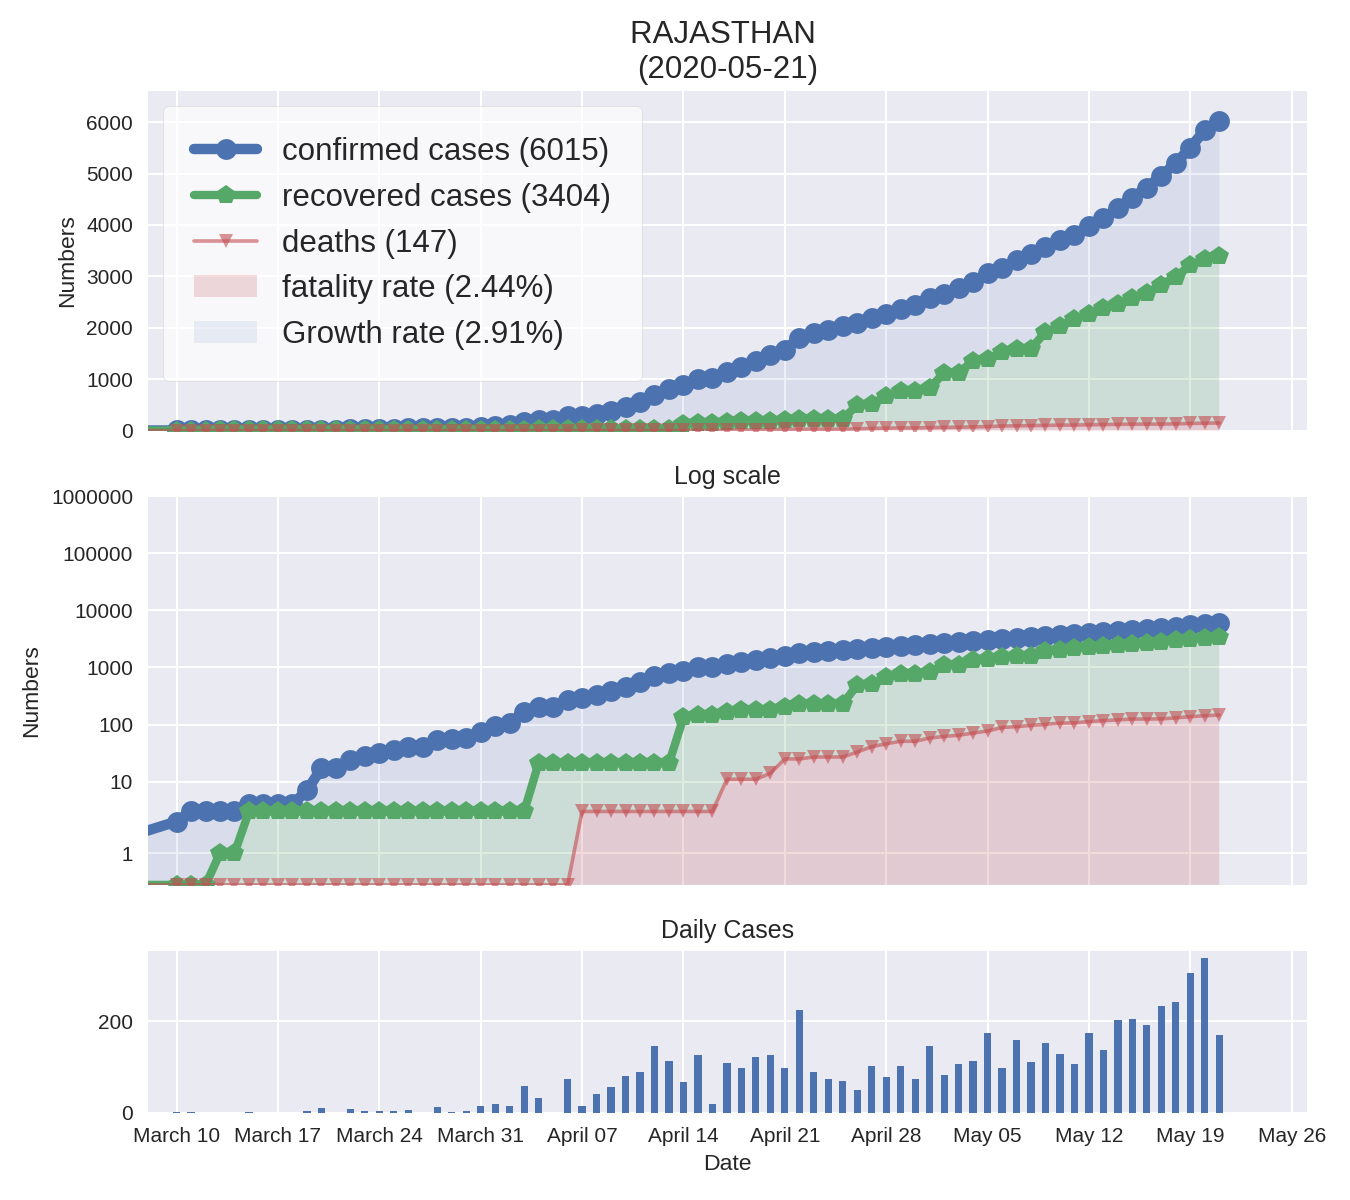 RAJASTHAN
(2020-05-21)
6000
5000
4000
3000
2000
1000
0
Numbers
confirmed cases (6015)
recovered cases (3404)
deaths (147)
fatality rate (2.44%)
Growth rate (2.91%)
Log scale
1000000
100000
10000
1000
100
10
1
Numbers
Daily Cases
200
0
March 10 March 17 March 24 March 31 April 07 April 14 April 21 April 28 May 05 May 12 May 19 May 26
Date